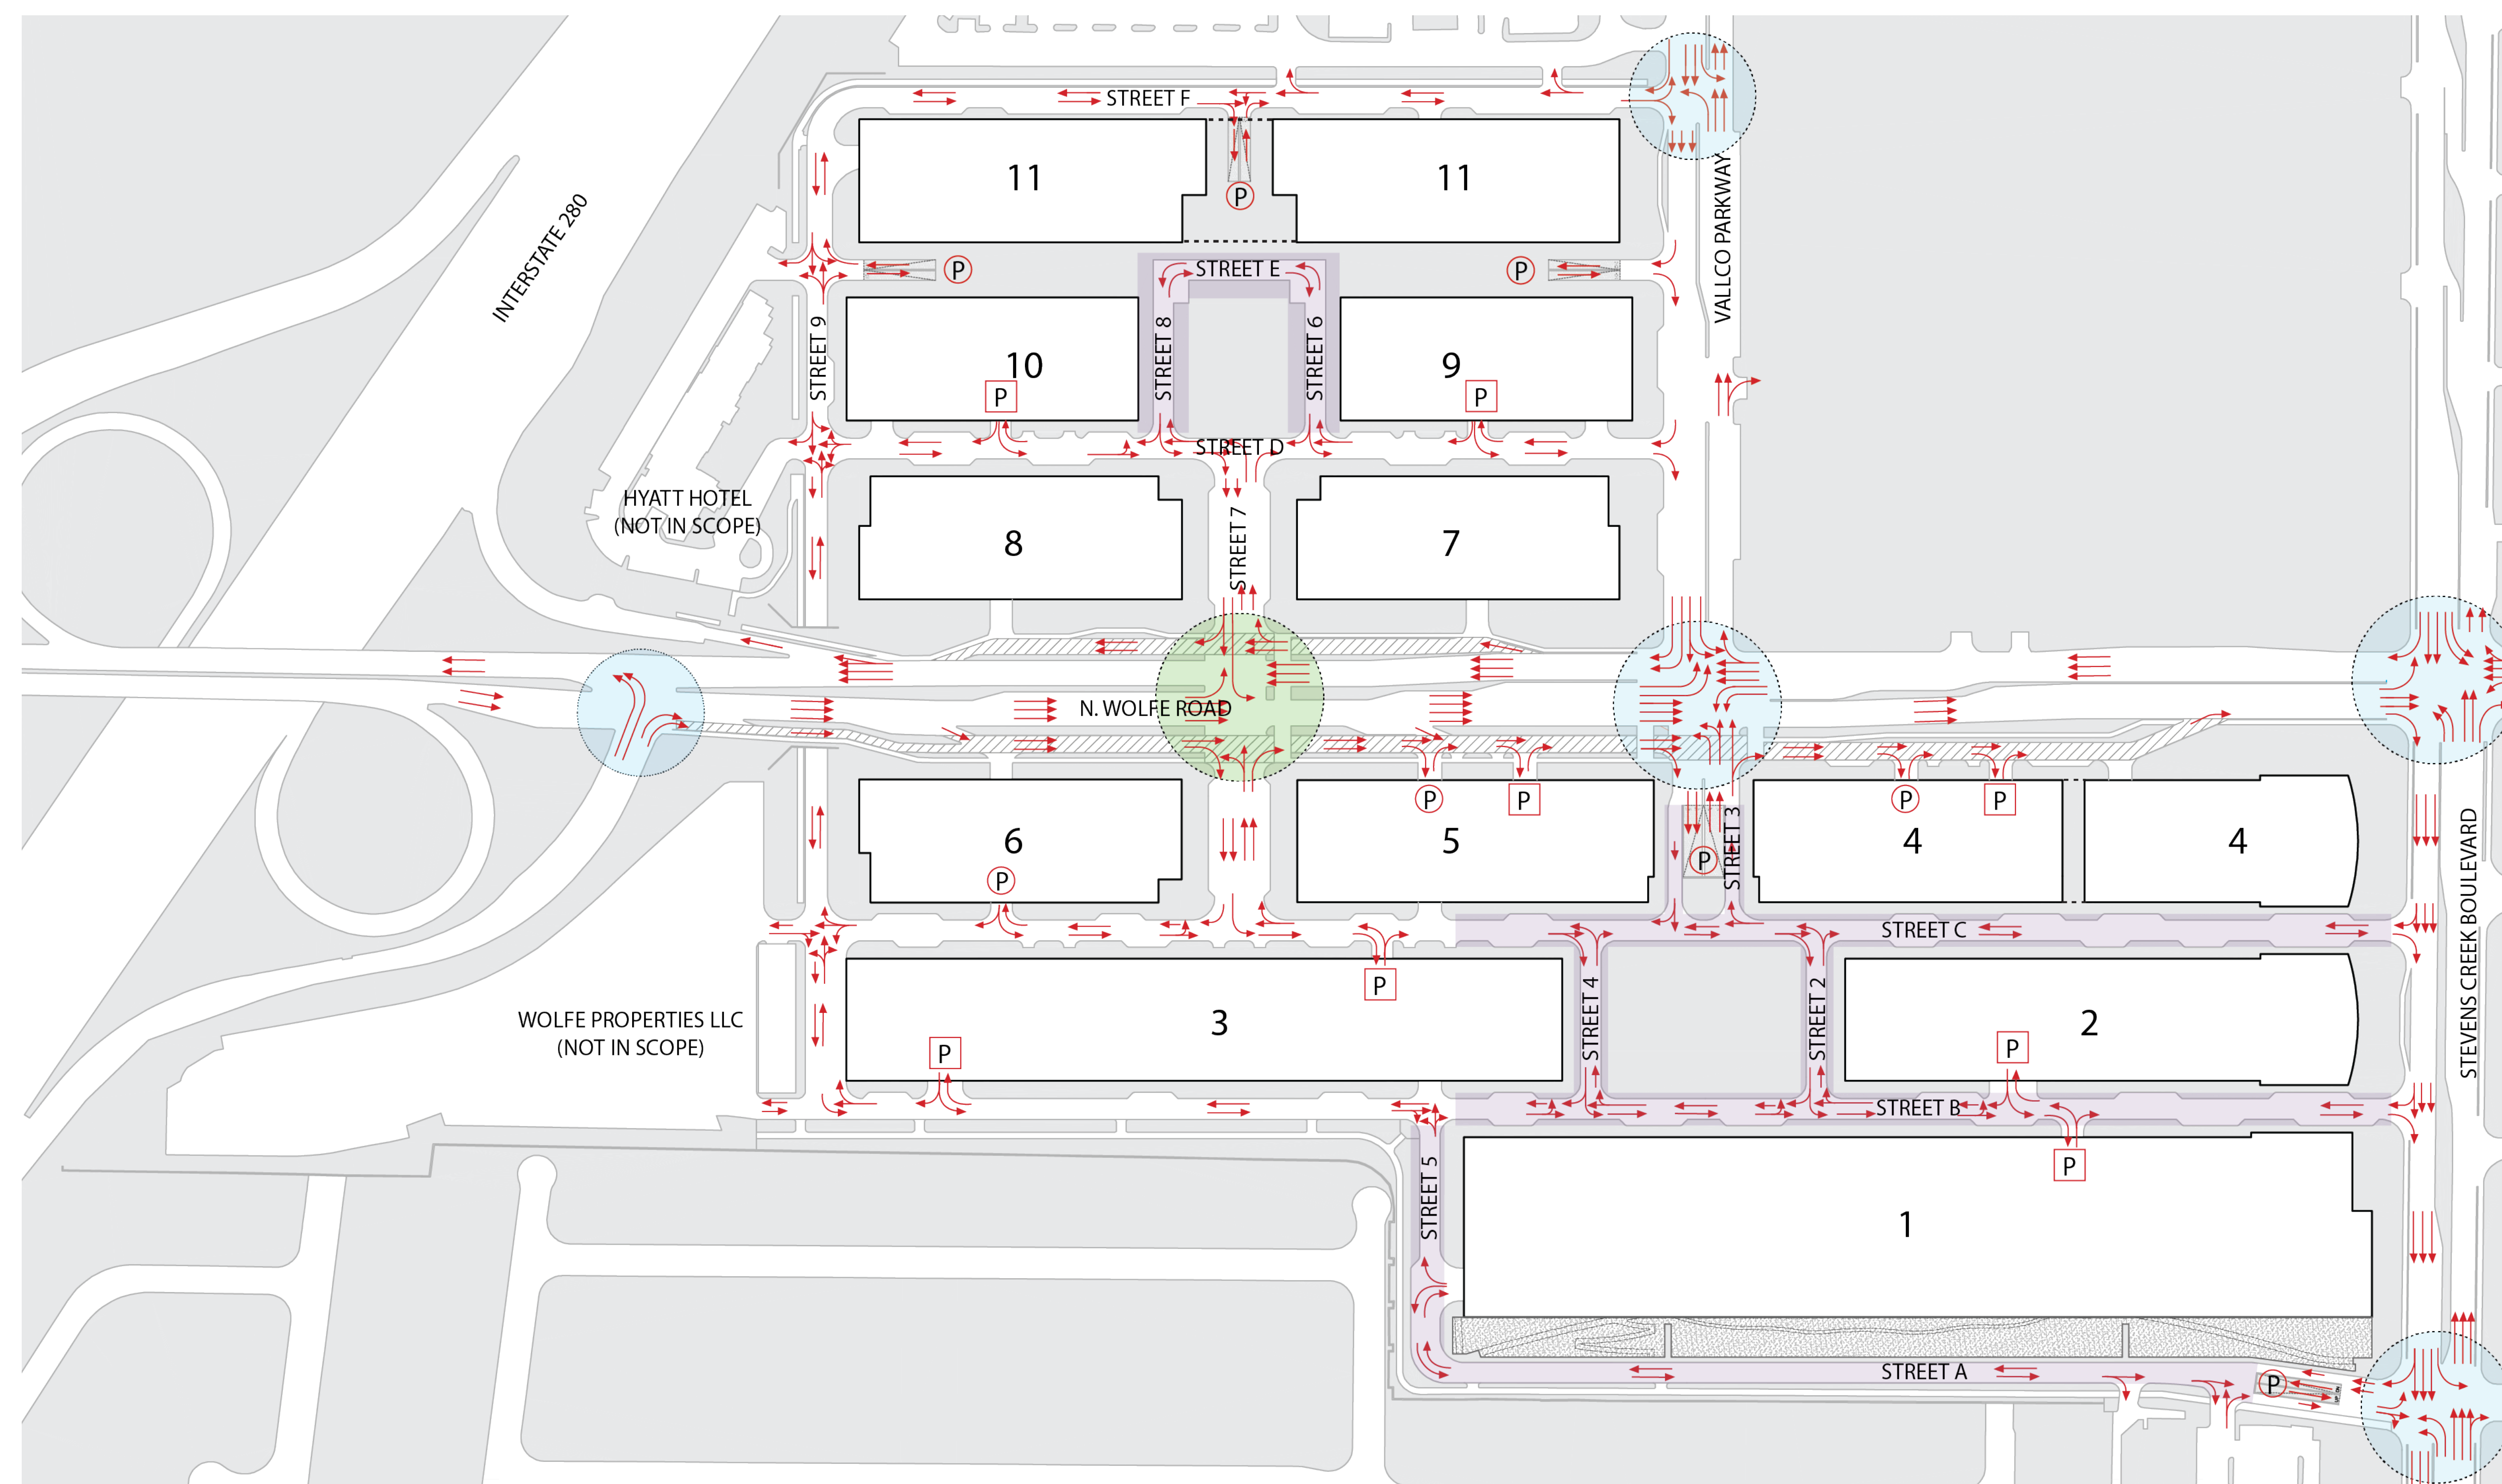 STREET F
11
11
P
VALLCO PARKWAY
INTERSTATE 280
P
STREET E
P
STREET 9
10
P
STREET 8
STREET 6
9
P
STREET D
HYATT HOTEL
(NOT IN SCOPE)
8
STREET 7
7
N. WOLFE ROAD
6
P
5
P
P
P
STREET 3
4
P
P
4
STREET C
STEVENS CREEK BOULEVARD
WOLFE PROPERTIES LLC
(NOT IN SCOPE)
3
P
P
STREET 4
STREET 2
2
P
STREET B
P
STREET 5
1
STREET A
P